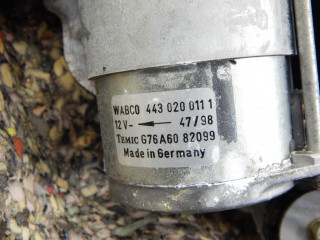 WABCO 443 020 011 1
12V- ← 47/98
TEMIC G76A60 82099
Made in Germany